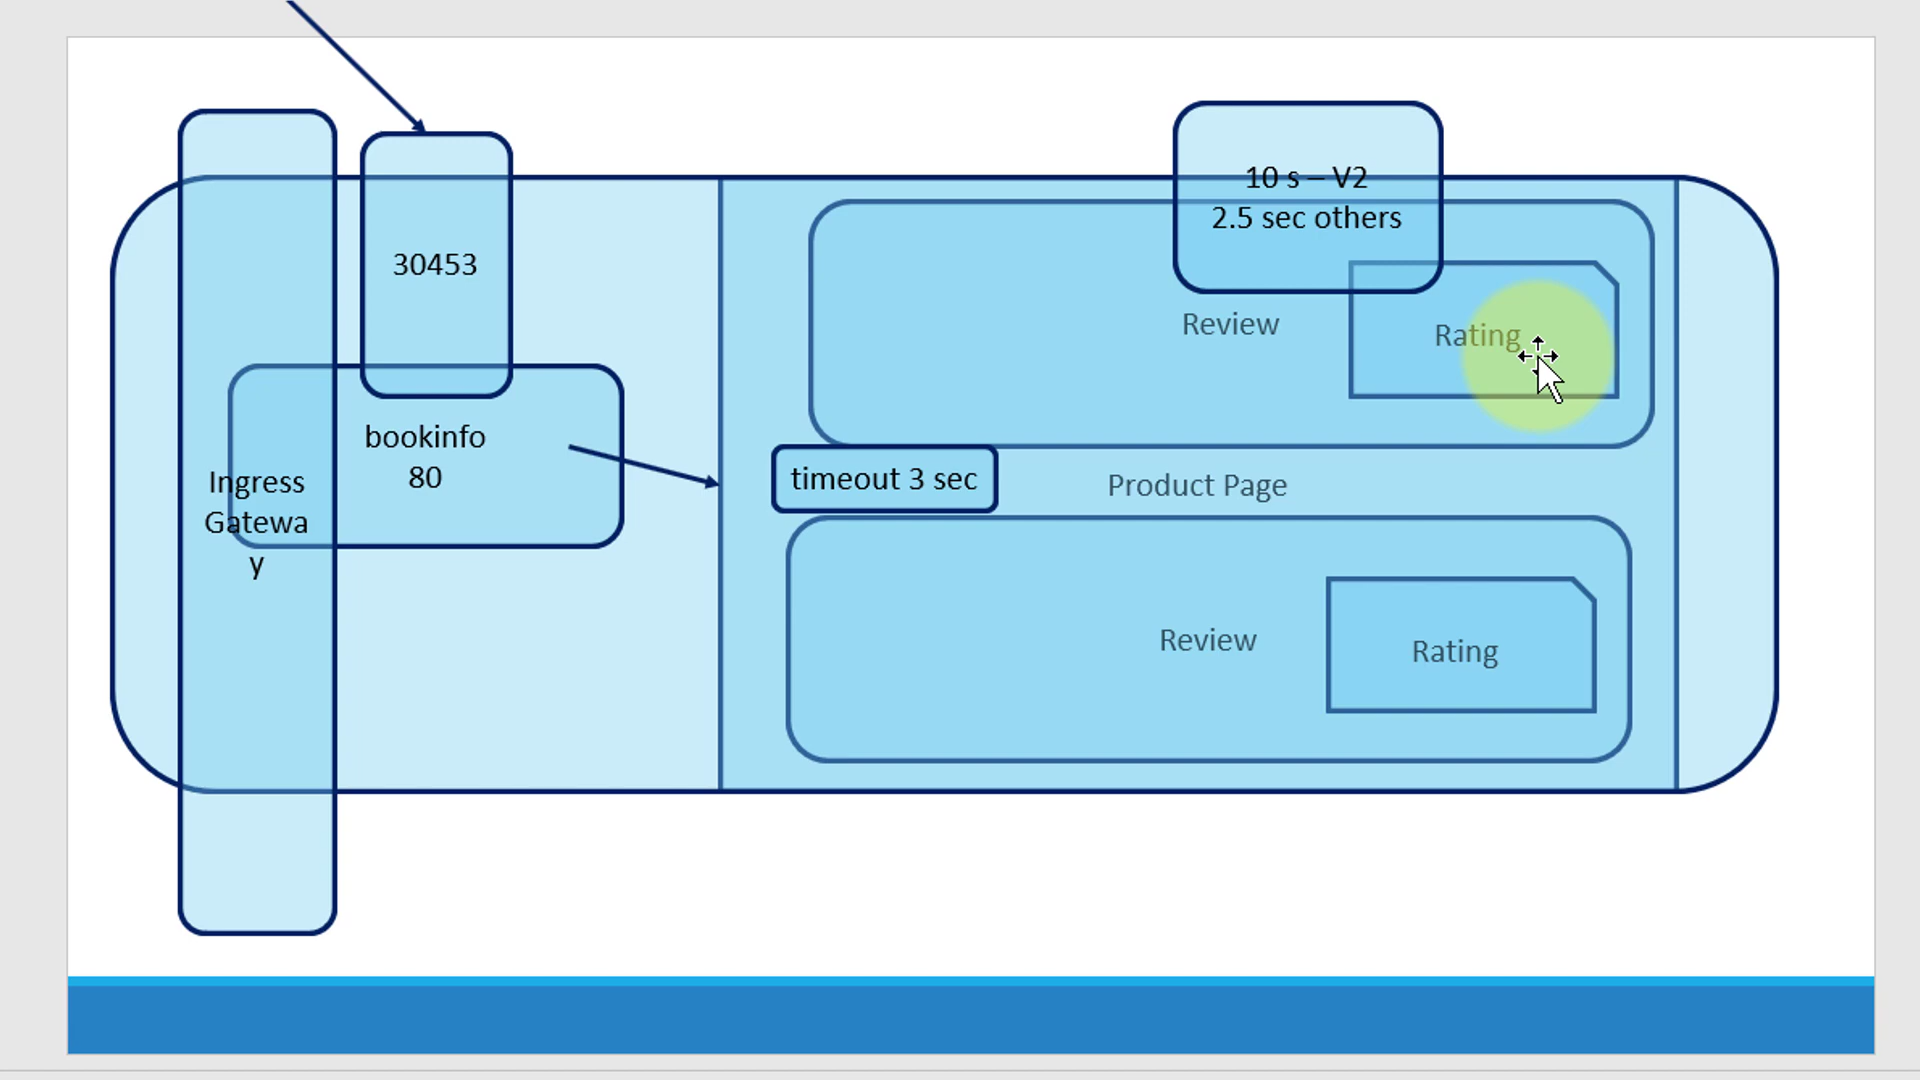 10 s – V2
2.5 sec others
30453
Review
Rating
bookinfo
80
Ingress
Gatewa
y
timeout 3 sec
Product Page
Review
Rating